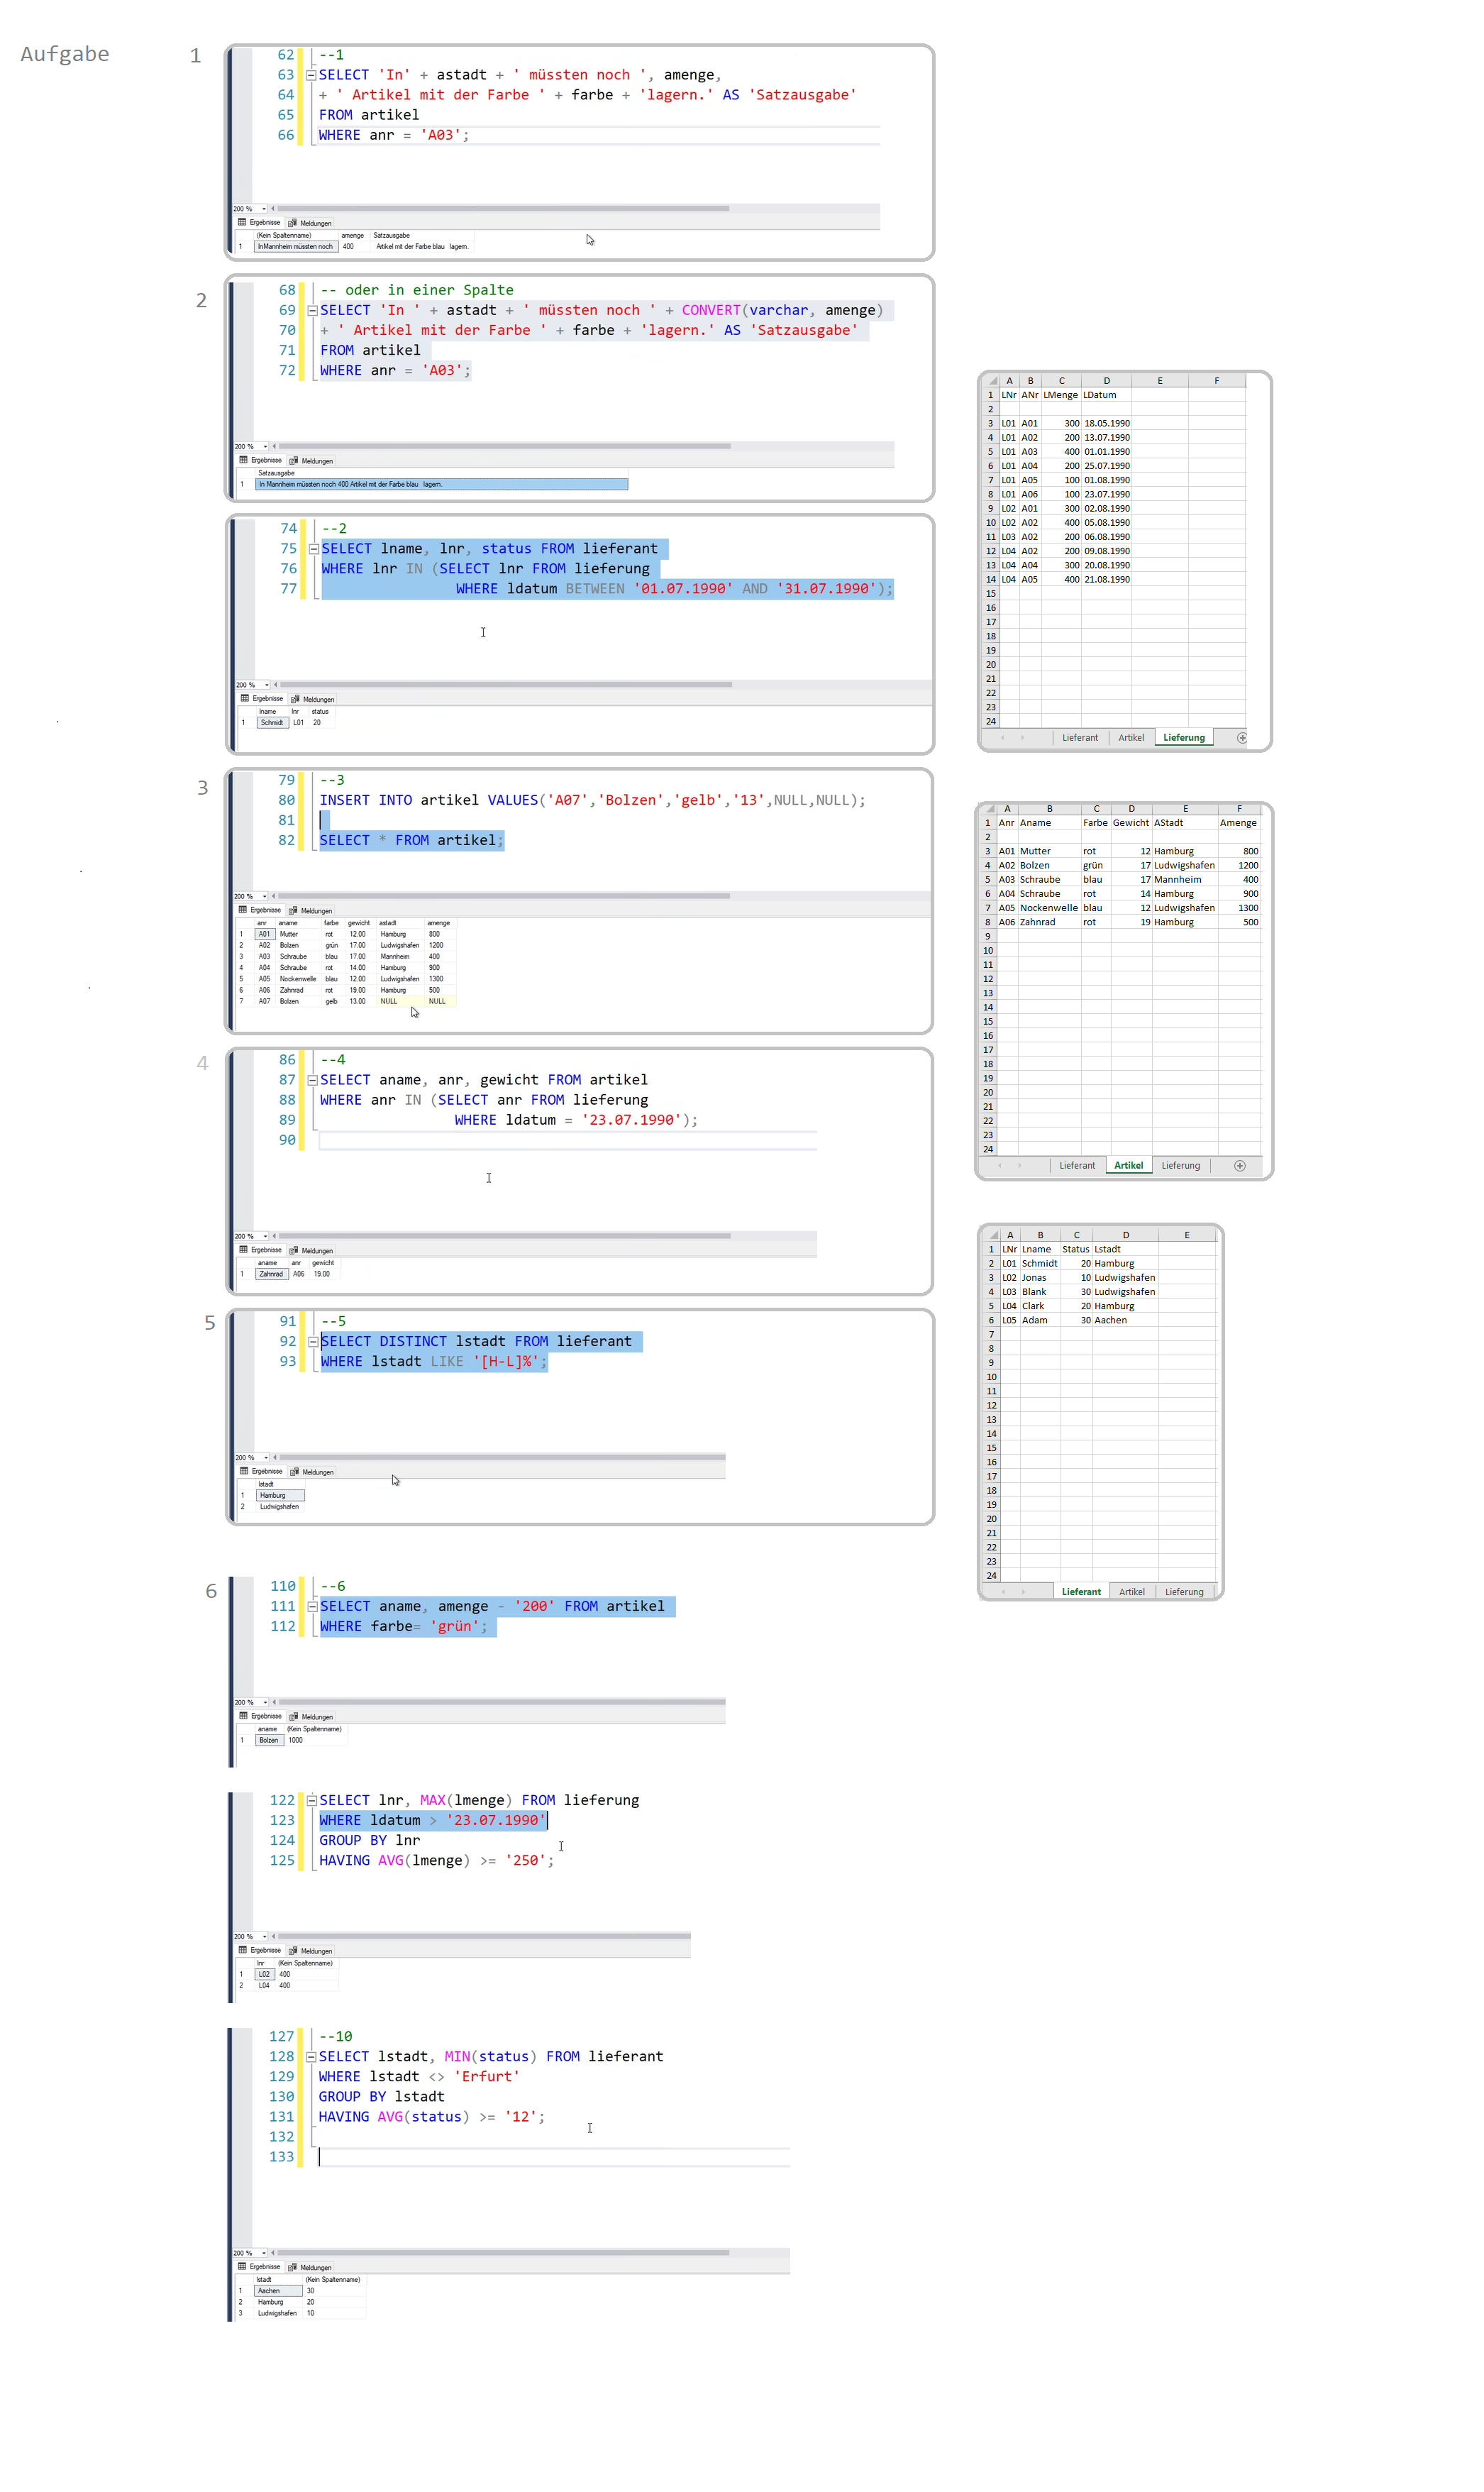 Aufgabe
1
62 --1
63 SELECT 'In' + astadt + ' müssten noch ', amenge,
64 + ' Artikel mit der Farbe ' + farbe + 'lagern.' AS 'Satzausgabe'
65 FROM artikel
66 WHERE anr = 'A03';
200 %
Ergebnisse Meldungen
(Kein Spaltenname) amenge Satzausgabe
1 InMannheim müssten noch 400 Artikel mit der Farbe blau lagern.
2
68 -- oder in einer Spalte
69 SELECT 'In ' + astadt + ' müssten noch ' + CONVERT(varchar, amenge)
70 + ' Artikel mit der Farbe ' + farbe + 'lagern.' AS 'Satzausgabe'
71 FROM artikel
72 WHERE anr = 'A03';
200 %
Ergebnisse Meldungen
Satzausgabe
1 In Mannheim müssten noch 400 Artikel mit der Farbe blau lagern.
74 --2
75 SELECT lname, lnr, status FROM lieferant
76 WHERE lnr IN (SELECT lnr FROM lieferung
77 WHERE ldatum BETWEEN '01.07.1990' AND '31.07.1990');
200 %
Ergebnisse Meldungen
lname lnr status
1 Schmidt L01 20
3
79 --3
80 INSERT INTO artikel VALUES('A07','Bolzen','gelb','13',NULL,NULL);
81
82 SELECT * FROM artikel;
200 %
Ergebnisse Meldungen
anr aname farbe gewicht astadt amenge
1 A01 Mutter rot 12.00 Hamburg 800
2 A02 Bolzen grün 17.00 Ludwigshafen 1200
3 A03 Schraube blau 17.00 Mannheim 400
4 A04 Schraube rot 14.00 Hamburg 900
5 A05 Nockenwelle blau 12.00 Ludwigshafen 1300
6 A06 Zahnrad rot 19.00 Hamburg 500
7 A07 Bolzen gelb 13.00 NULL NULL
4
86 --4
87 SELECT aname, anr, gewicht FROM artikel
88 WHERE anr IN (SELECT anr FROM lieferung
89 WHERE ldatum = '23.07.1990');
90
200 %
Ergebnisse Meldungen
aname anr gewicht
1 Zahnrad A06 19.00
5
91 --5
92 SELECT DISTINCT lstadt FROM lieferant
93 WHERE lstadt LIKE '[H-L]%';
200 %
Ergebnisse Meldungen
lstadt
1 Hamburg
2 Ludwigshafen
6
110 --6
111 SELECT aname, amenge - '200' FROM artikel
112 WHERE farbe= 'grün';
200 %
Ergebnisse Meldungen
aname (Kein Spaltenname)
1 Bolzen 1000
122 SELECT lnr, MAX(lmenge) FROM lieferung
123 WHERE ldatum > '23.07.1990'
124 GROUP BY lnr
125 HAVING AVG(lmenge) >= '250';
200 %
Ergebnisse Meldungen
lnr (Kein Spaltenname)
1 L02 400
2 L04 400
127 --10
128 SELECT lstadt, MIN(status) FROM lieferant
129 WHERE lstadt <> 'Erfurt'
130 GROUP BY lstadt
131 HAVING AVG(status) >= '12';
132
133
200 %
Ergebnisse Meldungen
lstadt (Kein Spaltenname)
1 Aachen 30
2 Hamburg 20
3 Ludwigshafen 10
A B C D E F
1 LNr ANr LMenge LDatum
2
3 L01 A01 300 18.05.1990
4 L01 A02 200 13.07.1990
5 L01 A03 400 01.01.1990
6 L01 A04 200 25.07.1990
7 L01 A05 100 01.08.1990
8 L01 A06 100 23.07.1990
9 L02 A01 300 02.08.1990
10 L02 A02 400 05.08.1990
11 L03 A02 200 06.08.1990
12 L04 A02 200 09.08.1990
13 L04 A04 300 20.08.1990
14 L04 A05 400 21.08.1990
15
16
17
18
19
20
21
22
23
24
Lieferant Artikel Lieferung
A B C D E F
1 Anr Aname Farbe Gewicht AStadt Amenge
2
3 A01 Mutter rot 12 Hamburg 800
4 A02 Bolzen grün 17 Ludwigshafen 1200
5 A03 Schraube blau 17 Mannheim 400
6 A04 Schraube rot 14 Hamburg 900
7 A05 Nockenwelle blau 12 Ludwigshafen 1300
8 A06 Zahnrad rot 19 Hamburg 500
9
10
11
12
13
14
15
16
17
18
19
20
21
22
23
24
Lieferant Artikel Lieferung
A B C D E
1 LNr Lname Status Lstadt
2 L01 Schmidt 20 Hamburg
3 L02 Jonas 10 Ludwigshafen
4 L03 Blank 30 Ludwigshafen
5 L04 Clark 20 Hamburg
6 L05 Adam 30 Aachen
7
8
9
10
11
12
13
14
15
16
17
18
19
20
21
22
23
24
Lieferant Artikel Lieferung